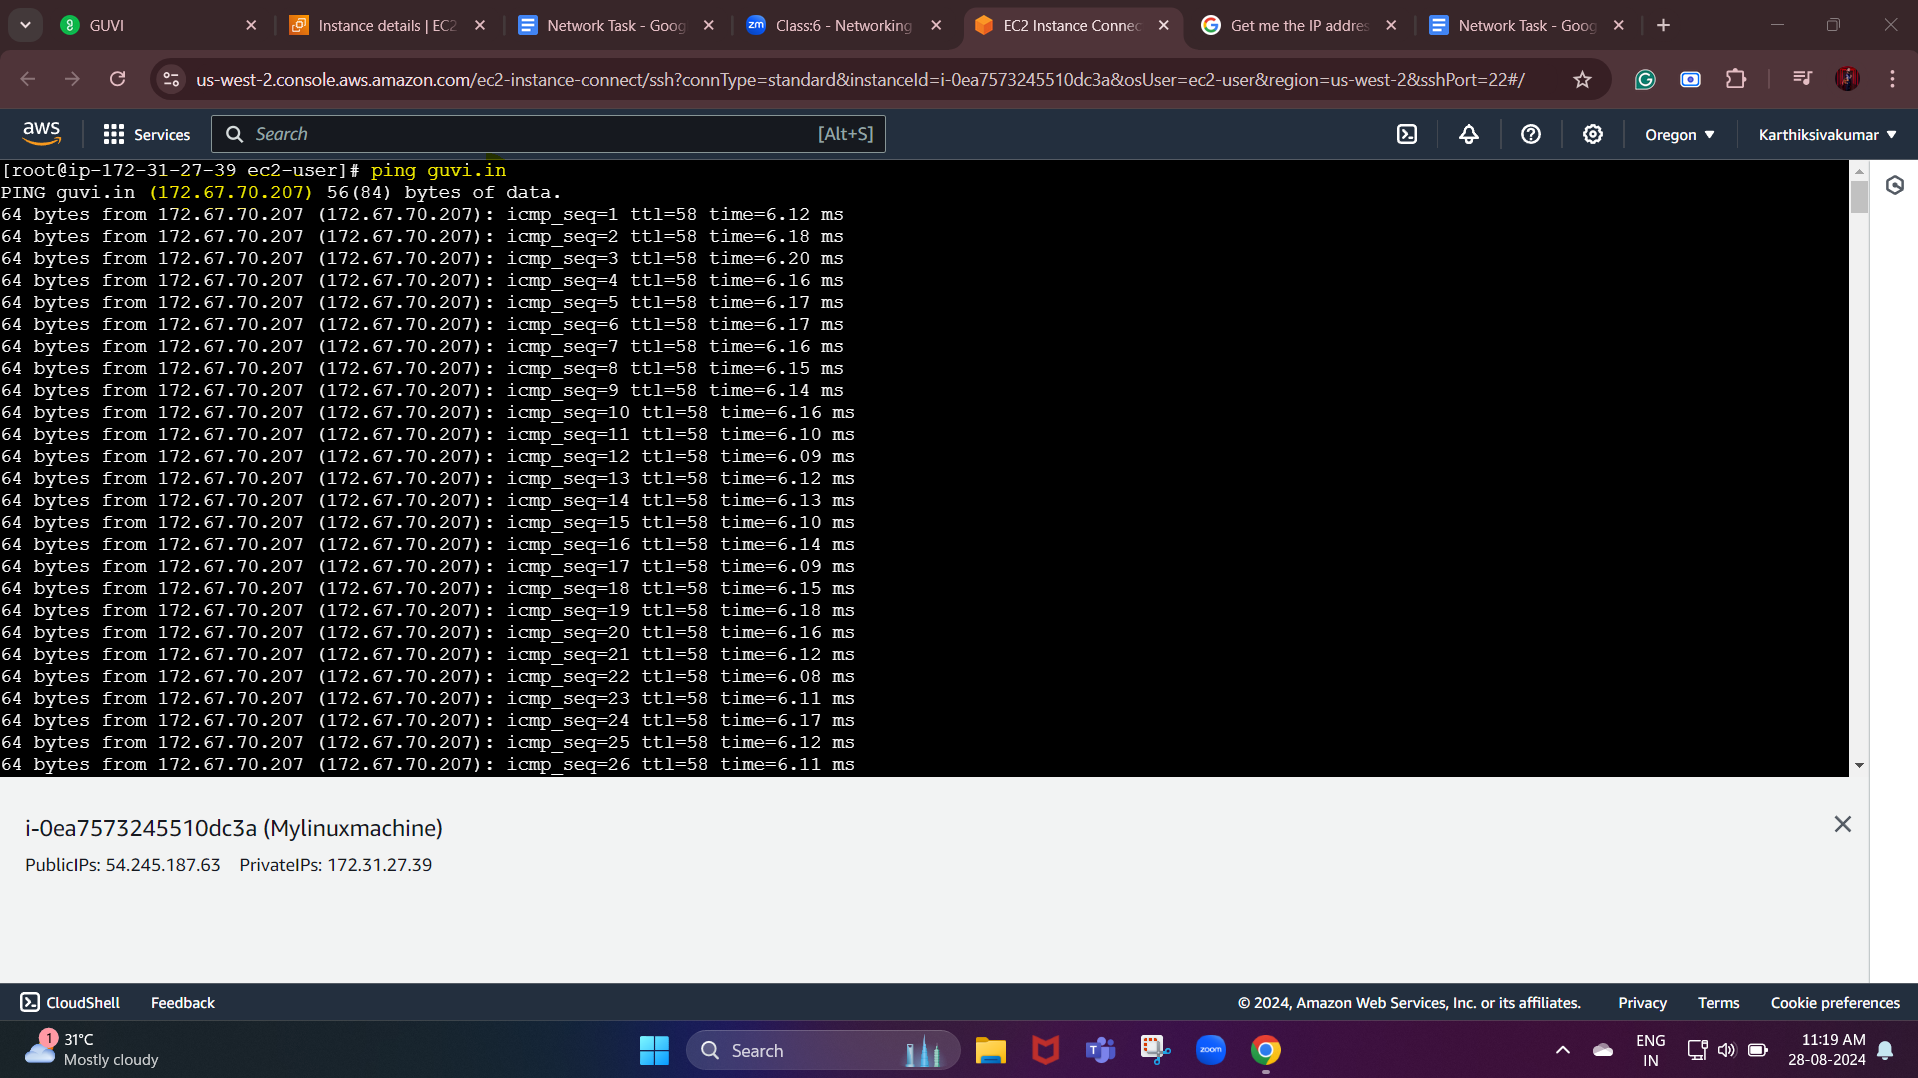 GUVI
Instance details | EC2
Network Task - Goog
zm Class:6 - Networking
EC2 Instance Connec
Get me the IP addres
Network Task - Goog
us-west-2.console.aws.amazon.com/ec2-instance-connect/ssh?connType=standard&instanceId=i-0ea7573245510dc3a&osUser=ec2-user&region=us-west-2&sshPort=22#/
aws Services Search [Alt+S] Oregon Karthiksivakumar
[root@ip-172-31-27-39 ec2-user]# ping guvi.in
PING guvi.in (172.67.70.207) 56(84) bytes of data.
64 bytes from 172.67.70.207 (172.67.70.207): icmp_seq=1 ttl=58 time=6.12 ms
64 bytes from 172.67.70.207 (172.67.70.207): icmp_seq=2 ttl=58 time=6.18 ms
64 bytes from 172.67.70.207 (172.67.70.207): icmp_seq=3 ttl=58 time=6.20 ms
64 bytes from 172.67.70.207 (172.67.70.207): icmp_seq=4 ttl=58 time=6.16 ms
64 bytes from 172.67.70.207 (172.67.70.207): icmp_seq=5 ttl=58 time=6.17 ms
64 bytes from 172.67.70.207 (172.67.70.207): icmp_seq=6 ttl=58 time=6.17 ms
64 bytes from 172.67.70.207 (172.67.70.207): icmp_seq=7 ttl=58 time=6.16 ms
64 bytes from 172.67.70.207 (172.67.70.207): icmp_seq=8 ttl=58 time=6.15 ms
64 bytes from 172.67.70.207 (172.67.70.207): icmp_seq=9 ttl=58 time=6.14 ms
64 bytes from 172.67.70.207 (172.67.70.207): icmp_seq=10 ttl=58 time=6.16 ms
64 bytes from 172.67.70.207 (172.67.70.207): icmp_seq=11 ttl=58 time=6.10 ms
64 bytes from 172.67.70.207 (172.67.70.207): icmp_seq=12 ttl=58 time=6.09 ms
64 bytes from 172.67.70.207 (172.67.70.207): icmp_seq=13 ttl=58 time=6.12 ms
64 bytes from 172.67.70.207 (172.67.70.207): icmp_seq=14 ttl=58 time=6.13 ms
64 bytes from 172.67.70.207 (172.67.70.207): icmp_seq=15 ttl=58 time=6.10 ms
64 bytes from 172.67.70.207 (172.67.70.207): icmp_seq=16 ttl=58 time=6.14 ms
64 bytes from 172.67.70.207 (172.67.70.207): icmp_seq=17 ttl=58 time=6.09 ms
64 bytes from 172.67.70.207 (172.67.70.207): icmp_seq=18 ttl=58 time=6.15 ms
64 bytes from 172.67.70.207 (172.67.70.207): icmp_seq=19 ttl=58 time=6.18 ms
64 bytes from 172.67.70.207 (172.67.70.207): icmp_seq=20 ttl=58 time=6.16 ms
64 bytes from 172.67.70.207 (172.67.70.207): icmp_seq=21 ttl=58 time=6.12 ms
64 bytes from 172.67.70.207 (172.67.70.207): icmp_seq=22 ttl=58 time=6.08 ms
64 bytes from 172.67.70.207 (172.67.70.207): icmp_seq=23 ttl=58 time=6.11 ms
64 bytes from 172.67.70.207 (172.67.70.207): icmp_seq=24 ttl=58 time=6.17 ms
64 bytes from 172.67.70.207 (172.67.70.207): icmp_seq=25 ttl=58 time=6.12 ms
64 bytes from 172.67.70.207 (172.67.70.207): icmp_seq=26 ttl=58 time=6.11 ms
i-0ea7573245510dc3a (Mylinuxmachine)
PublicIPs: 54.245.187.63 PrivateIPs: 172.31.27.39
CloudShell Feedback © 2024, Amazon Web Services, Inc. or its affiliates. Privacy Terms Cookie preferences
1 31°C
Mostly cloudy
Search
zoom
ENG
IN
11:19 AM
28-08-2024